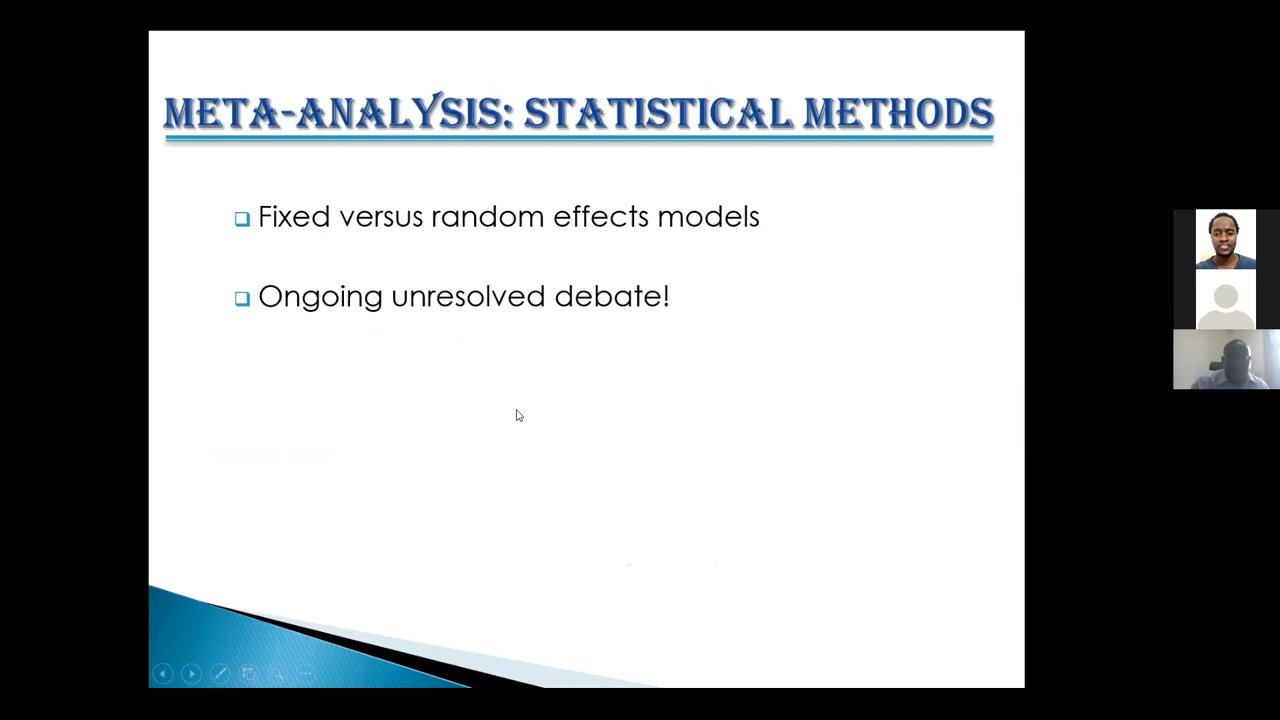 META-ANALYSIS: STATISTICAL METHODS
Fixed versus random effects models
Ongoing unresolved debate!